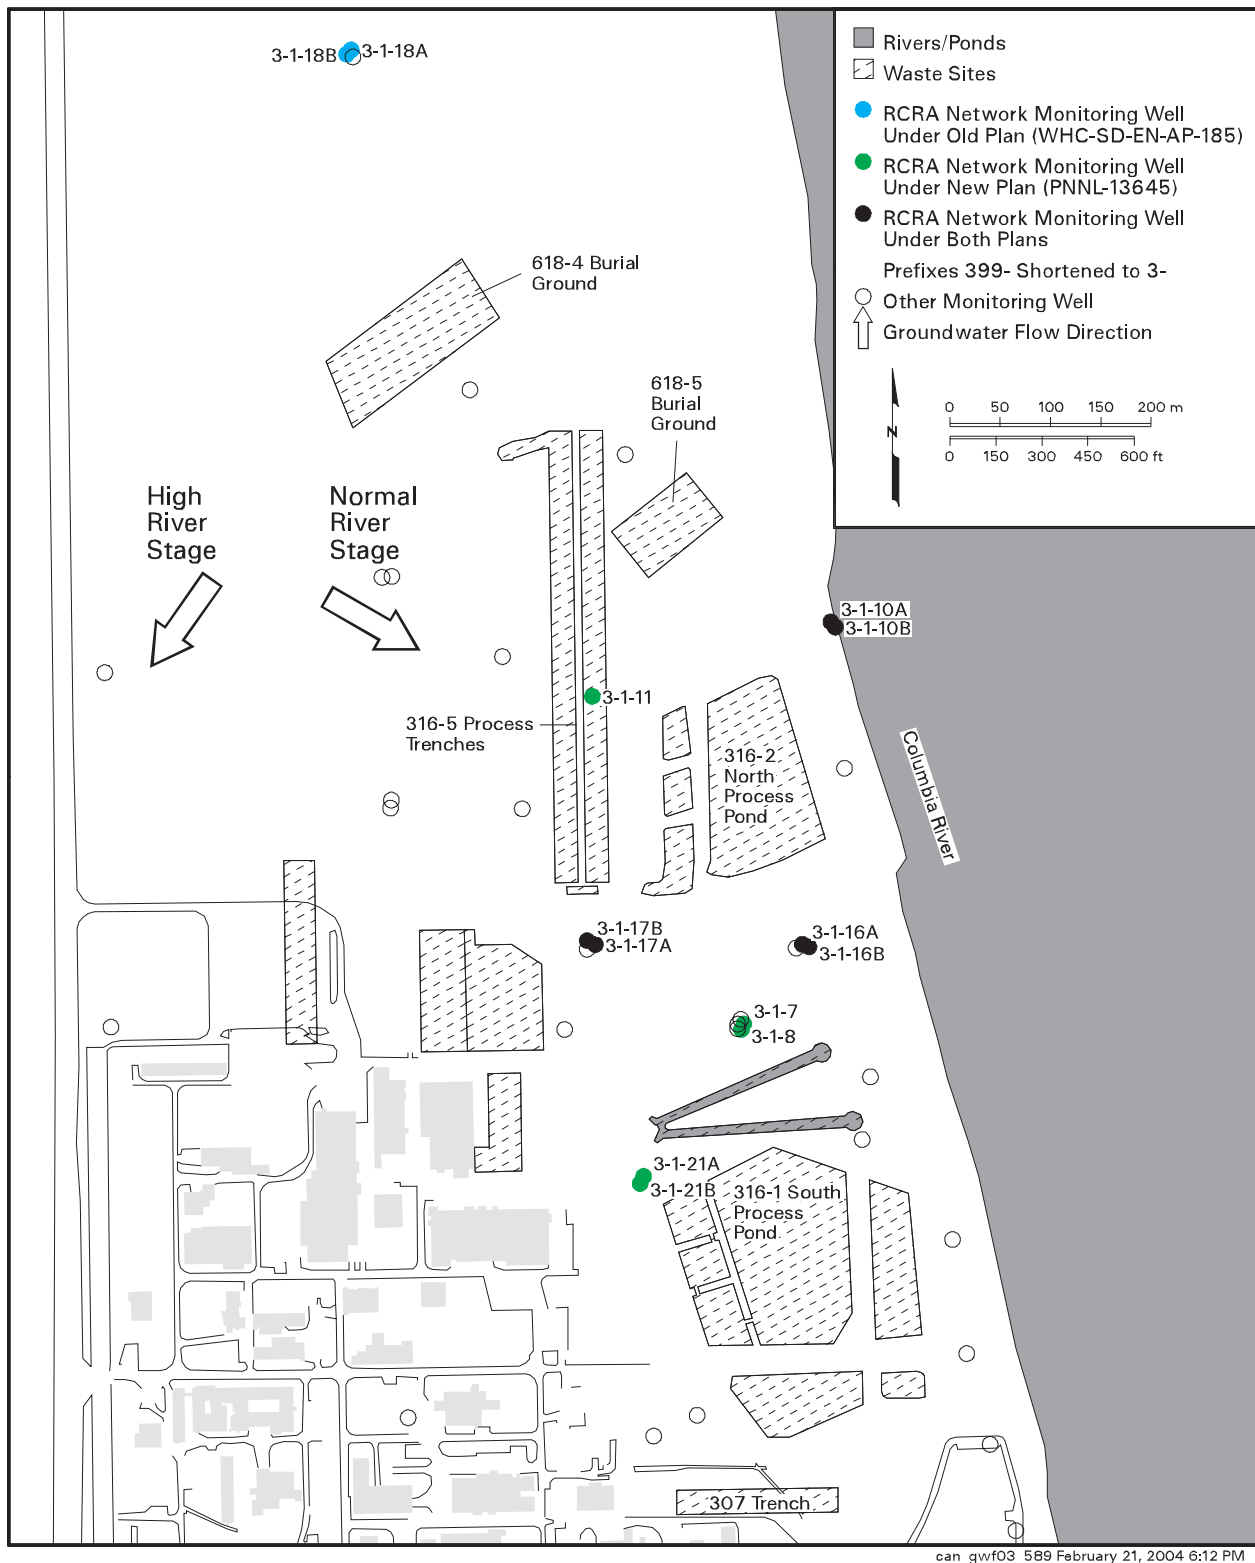 3-1-18B
3-1-18A
Rivers/Ponds
Waste Sites
RCRA Network Monitoring Well
Under Old Plan (WHC-SD-EN-AP-185)
RCRA Network Monitoring Well
Under New Plan (PNNL-13645)
RCRA Network Monitoring Well
Under Both Plans
Prefixes 399- Shortened to 3-
Other Monitoring Well
Groundwater Flow Direction
N
0 50 100 150 200 m
0 150 300 450 600 ft
618-4 Burial
Ground
618-5
Burial
Ground
High
River
Stage
Normal
River
Stage
3-1-10A
3-1-10B
3-1-11
316-5 Process
Trenches
316-2
North
Process
Pond
Columbia River
3-1-17B
3-1-17A
3-1-16A
3-1-16B
3-1-7
3-1-8
3-1-21A
3-1-21B
316-1 South
Process
Pond
307 Trench
can_gwf03_589 February 21, 2004 6:12 PM